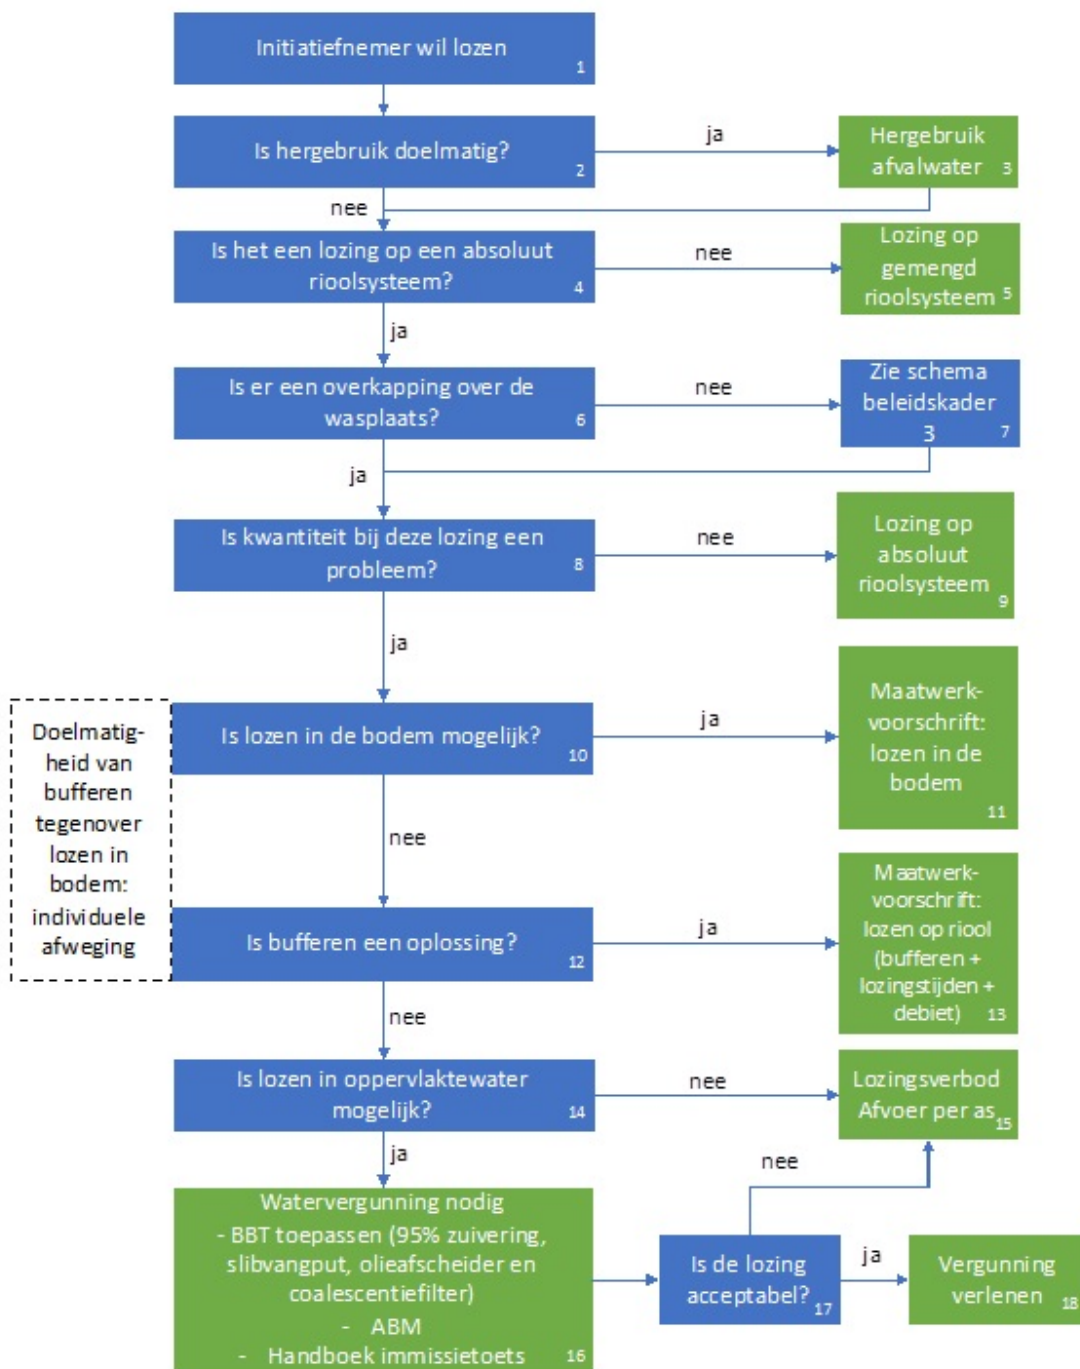 Initiatiefnemer wil lozen
1
Is hergebruik doelmatig?
2
ja
Hergebruik
afvalwater
3
nee
Is het een lozing op een absoluut
rioolsysteem?
4
nee
Lozing op
gemengd
rioolsysteem
5
ja
Is er een overkapping over de
wasplaats?
6
nee
Zie schema
beleidskader
3
7
ja
Is kwantiteit bij deze lozing een
probleem?
8
nee
Lozing op
absoluut
rioolsysteem
9
ja
Doelmatig-
heid van
bufferen
tegenover
lozen in
bodem:
individuele
afweging
Is lozen in de bodem mogelijk?
10
ja
Maatwerk-
voorschrift:
lozen in de
bodem
11
nee
Is bufferen een oplossing?
12
ja
Maatwerk-
voorschrift:
lozen op riool
(bufferen +
lozingstijden +
debiet)
13
nee
Is lozen in oppervlaktewater
mogelijk?
14
nee
Lozingsverbod
Afvoer per as
15
ja
Watervergunning nodig
- BBT toepassen (95% zuivering,
slibvangput, olieafscheider en
coalescentiefilter)
- ABM
- Handboek immissietoets
16
Is de lozing
acceptabel?
17
nee
ja
Vergunning
verlenen
18